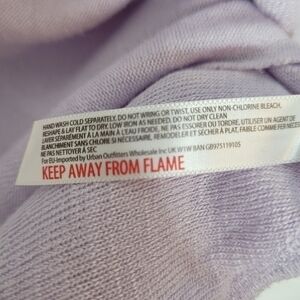 HAND WASH COLD SEPARATELY. DO NOT WRING OR TWIST, USE ONLY NON-CHLORINE BLEACH.
RESHAPE & LAY FLAT TO DRY. LOW IRON AS NEEDED. DO NOT DRY CLEAN
LAVER SÉPARÉMENT À LA MAIN À L'EAU FROIDE. NE PAS ESSORER OU TORDRE, UTILISER UN AGENT DE
BLANCHIMENT SANS CHLORE SI NÉCESSAIRE, REMODELER ET SÉCHER À PLAT, FAIBLE COMME FER NÉCES
NE PAS NETTOYER À SEC
For EU-Imported by Urban Outfitters Wholesale Inc UK W1W 8AN GB975119105
KEEP AWAY FROM FLAME